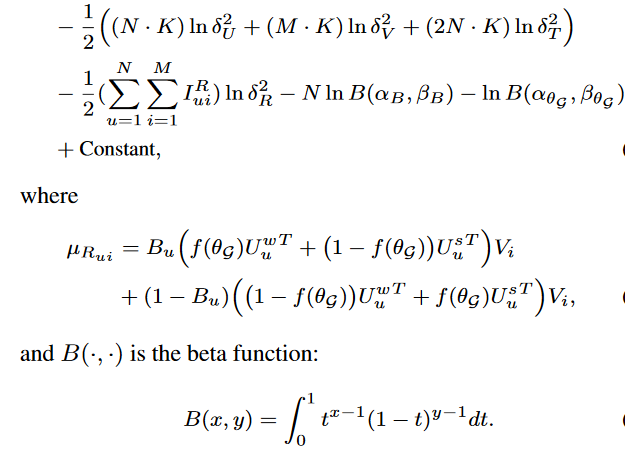 − 1/2 ((N · K) ln δ_U^2 + (M · K) ln δ_V^2 + (2N · K) ln δ_T^2)
− 1/2 (∑_{u=1}^{N} ∑_{i=1}^{M} I_{ui}^R) ln δ_R^2 − N ln B(α_B, β_B) − ln B(α_{θ_𝒢}, β_{θ_𝒢})
+ Constant,
where
μ_{R_{ui}} = B_u (f(θ_𝒢)U_u^{wT} + (1 − f(θ_𝒢))U_u^{sT}) V_i
+ (1 − B_u)((1 − f(θ_𝒢))U_u^{wT} + f(θ_𝒢)U_u^{sT}) V_i,
and B(·, ·) is the beta function:
B(x, y) = ∫_0^1 t^{x−1}(1 − t)^{y−1}dt.